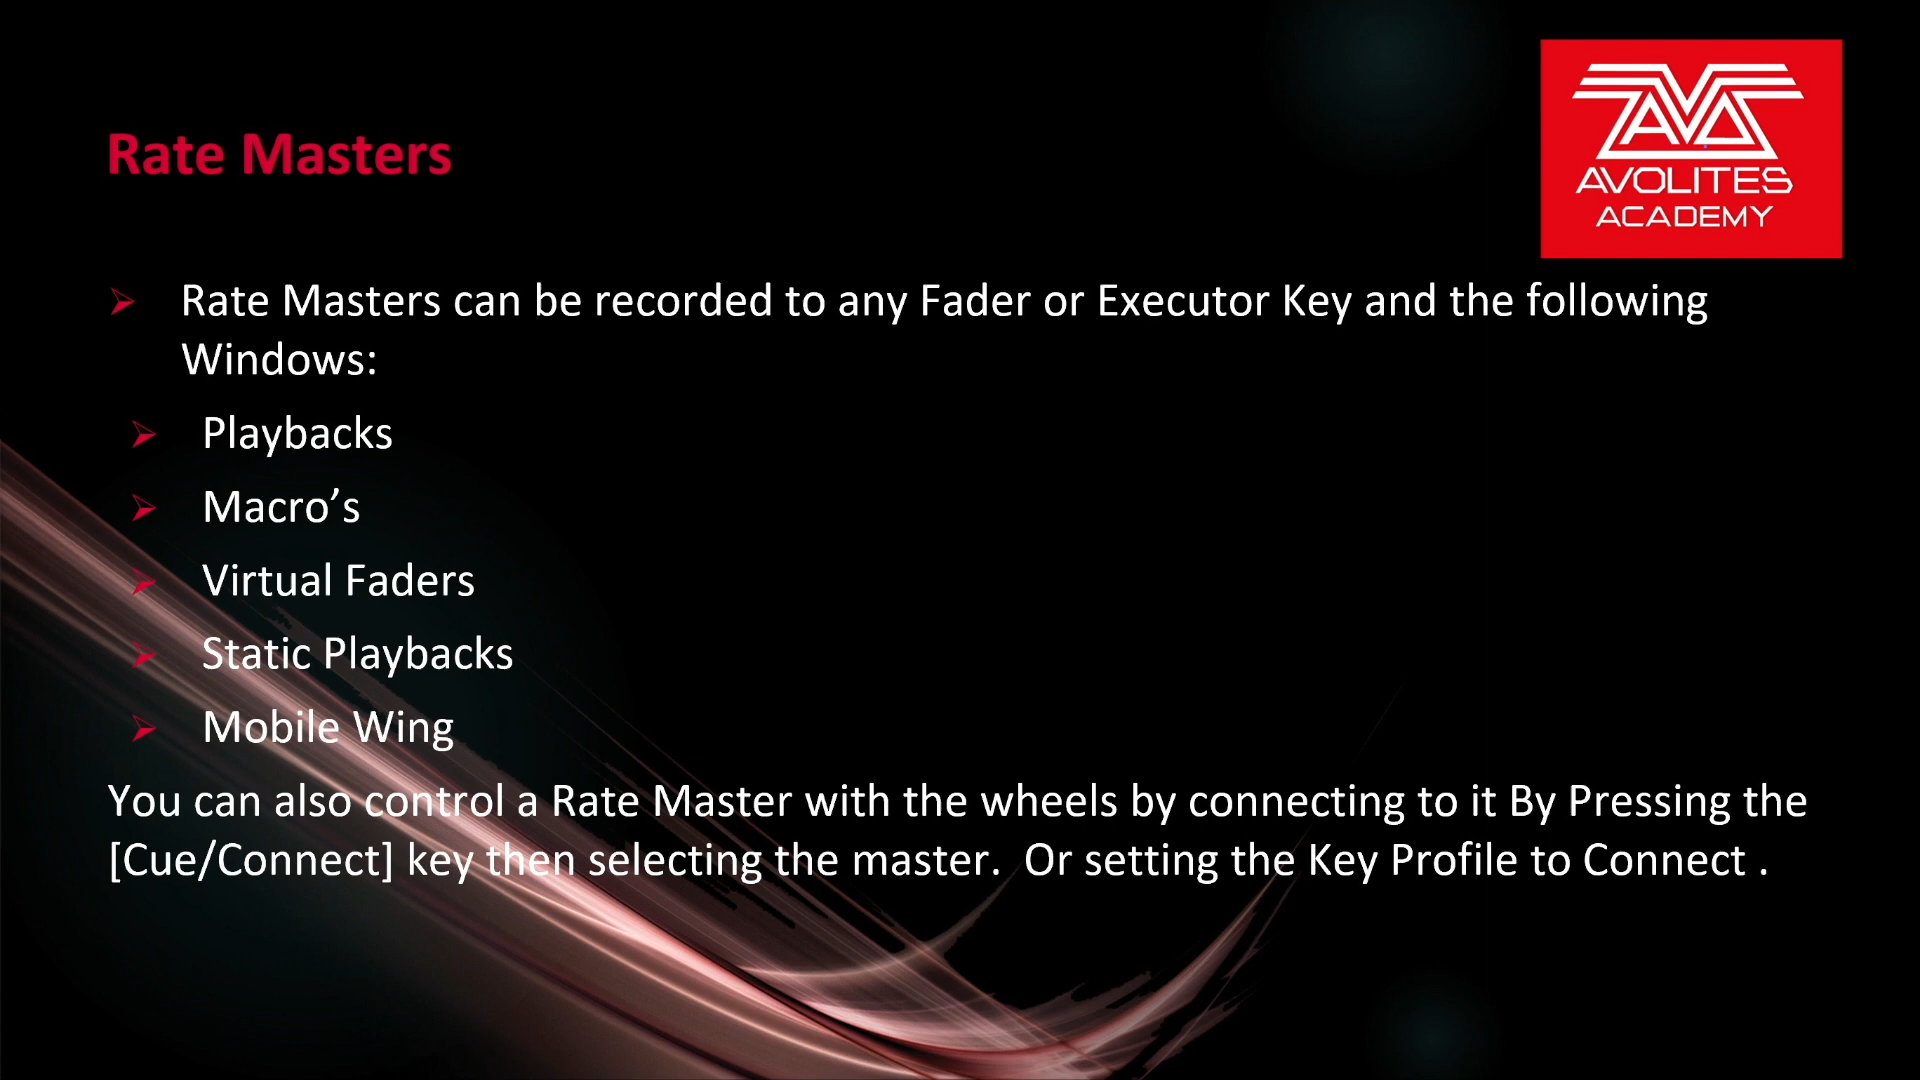 AVOLITES
ACADEMY
Rate Masters
Rate Masters can be recorded to any Fader or Executor Key and the following
Windows:
Playbacks
Macro’s
Virtual Faders
Static Playbacks
Mobile Wing
You can also control a Rate Master with the wheels by connecting to it By Pressing the
[Cue/Connect] key then selecting the master.  Or setting the Key Profile to Connect .